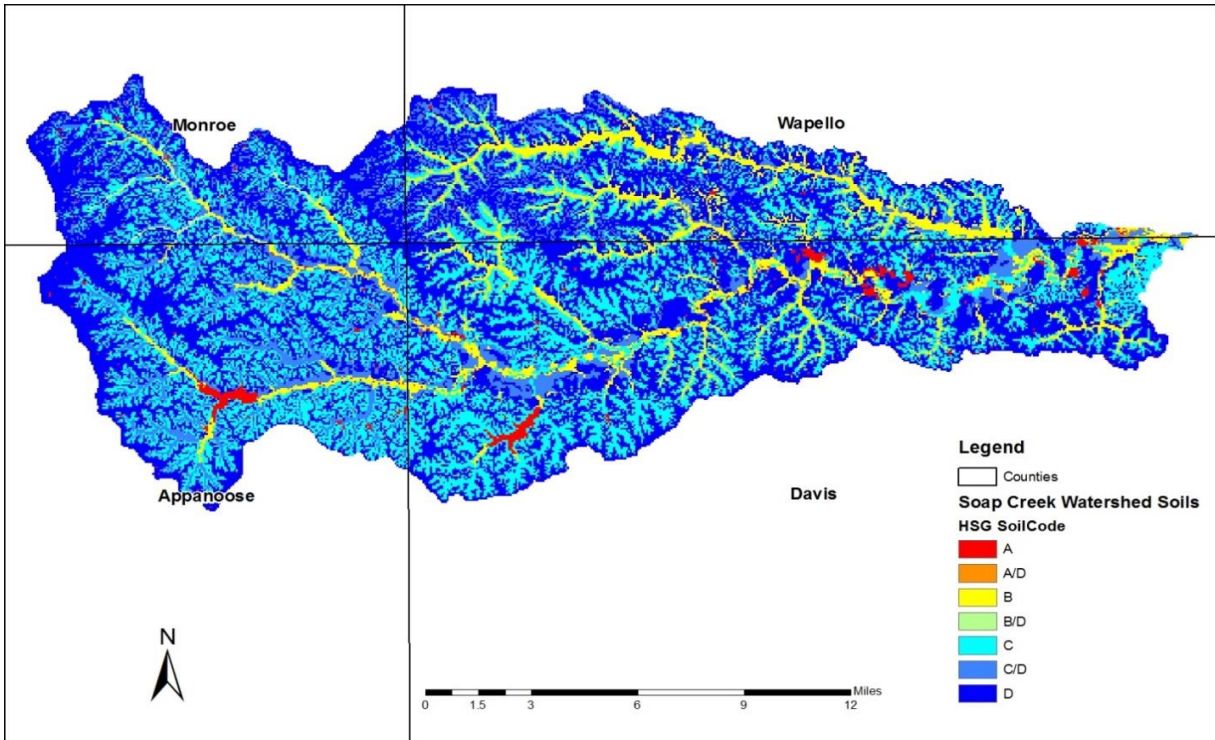 Monroe
Wapello
Appanoose
Davis
Legend
Counties
Soap Creek Watershed Soils
HSG SoilCode
A
A/D
B
B/D
C
C/D
D
N
Miles
0 1.5 3 6 9 12